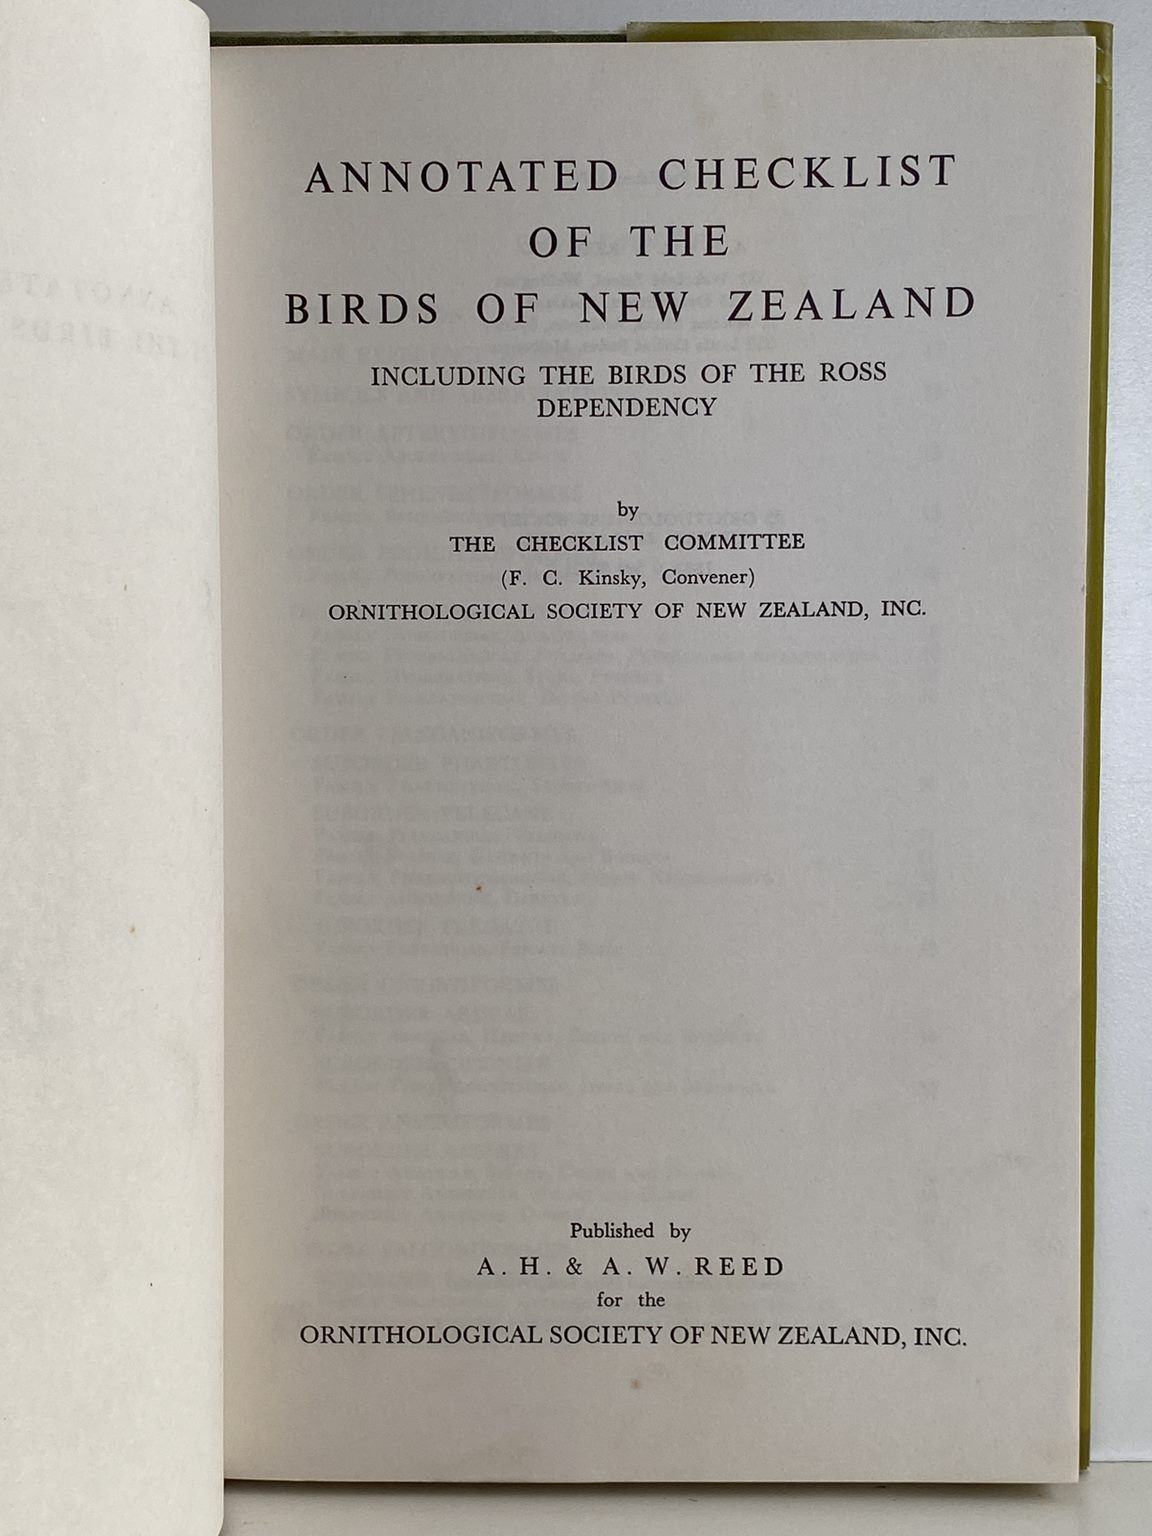 ANNOTATED CHECKLIST
OF THE
BIRDS OF NEW ZEALAND
INCLUDING THE BIRDS OF THE ROSS
DEPENDENCY
by
THE CHECKLIST COMMITTEE
(F. C. Kinsky, Convener)
ORNITHOLOGICAL SOCIETY OF NEW ZEALAND, INC.
Published by
A. H. & A. W. REED
for the
ORNITHOLOGICAL SOCIETY OF NEW ZEALAND, INC.